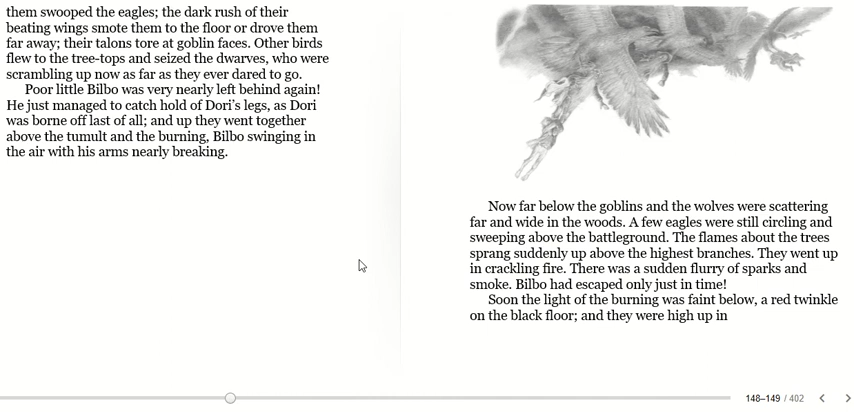 them swooped the eagles; the dark rush of their
beating wings smote them to the floor or drove them
far away; their talons tore at goblin faces. Other birds
flew to the tree-tops and seized the dwarves, who were
scrambling up now as far as they ever dared to go.
Poor little Bilbo was very nearly left behind again!
He just managed to catch hold of Dori’s legs, as Dori
was borne off last of all; and up they went together
above the tumult and the burning, Bilbo swinging in
the air with his arms nearly breaking.
Now far below the goblins and the wolves were scattering
far and wide in the woods. A few eagles were still circling and
sweeping above the battleground. The flames about the trees
sprang suddenly up above the highest branches. They went up
in crackling fire. There was a sudden flurry of sparks and
smoke. Bilbo had escaped only just in time!
Soon the light of the burning was faint below, a red twinkle
on the black floor; and they were high up in
148–149 / 402